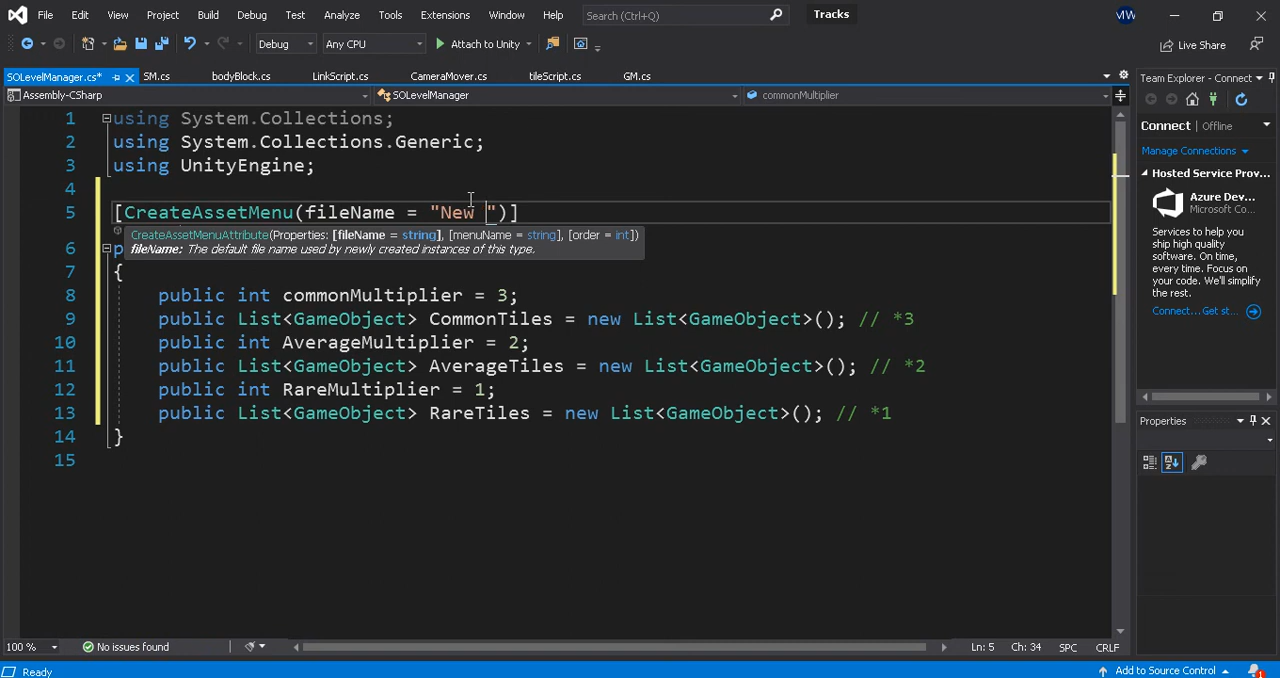 File Edit View Project Build Debug Test Analyze Tools Extensions Window Help Search (Ctrl+Q) Tracks MW
Debug Any CPU Attach to Unity Live Share
SOLevelManager.cs* SM.cs bodyBlock.cs LinkScript.cs CameraMover.cs tileScript.cs GM.cs
Assembly-CSharp SOLevelManager commonMultiplier
1 using System.Collections;
2 using System.Collections.Generic;
3 using UnityEngine;
4
5 [CreateAssetMenu(fileName = "New ")]
CreateAssetMenuAttribute(Properties: [fileName = string], [menuName = string], [order = int])
fileName: The default file name used by newly created instances of this type.
6 p
7 {
8 public int commonMultiplier = 3;
9 public List<GameObject> CommonTiles = new List<GameObject>(); // *3
10 public int AverageMultiplier = 2;
11 public List<GameObject> AverageTiles = new List<GameObject>(); // *2
12 public int RareMultiplier = 1;
13 public List<GameObject> RareTiles = new List<GameObject>(); // *1
14 }
15
Team Explorer - Connect
Connect Offline
Manage Connections
Hosted Service Prov...
Azure Dev...
Microsoft Co...
Services to help you
ship high quality
software. On time,
every time. Focus on
your code. We'll simplify
the rest.
Connect... Get st...
Properties
100 % No issues found Ln: 5 Ch: 34 SPC CRLF
Ready Add to Source Control 1